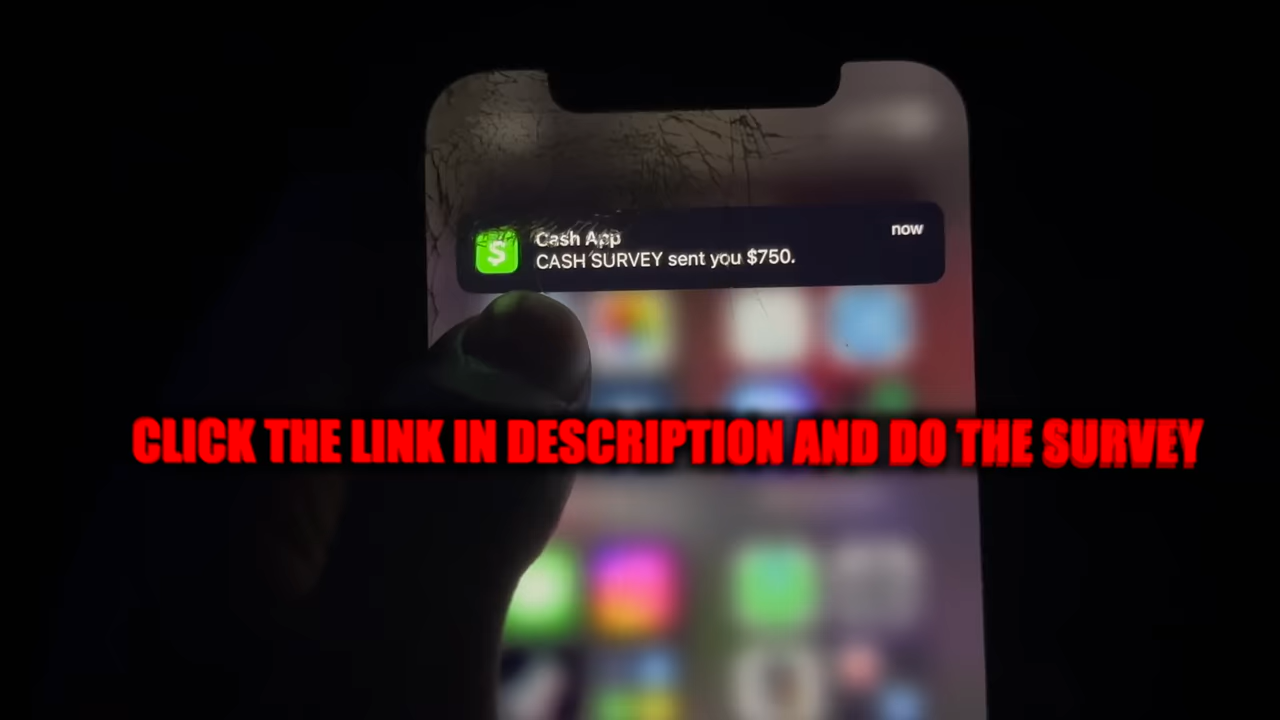 Cash App
now
CASH SURVEY sent you $750.
CLICK THE LINK IN DESCRIPTION AND DO THE SURVEY